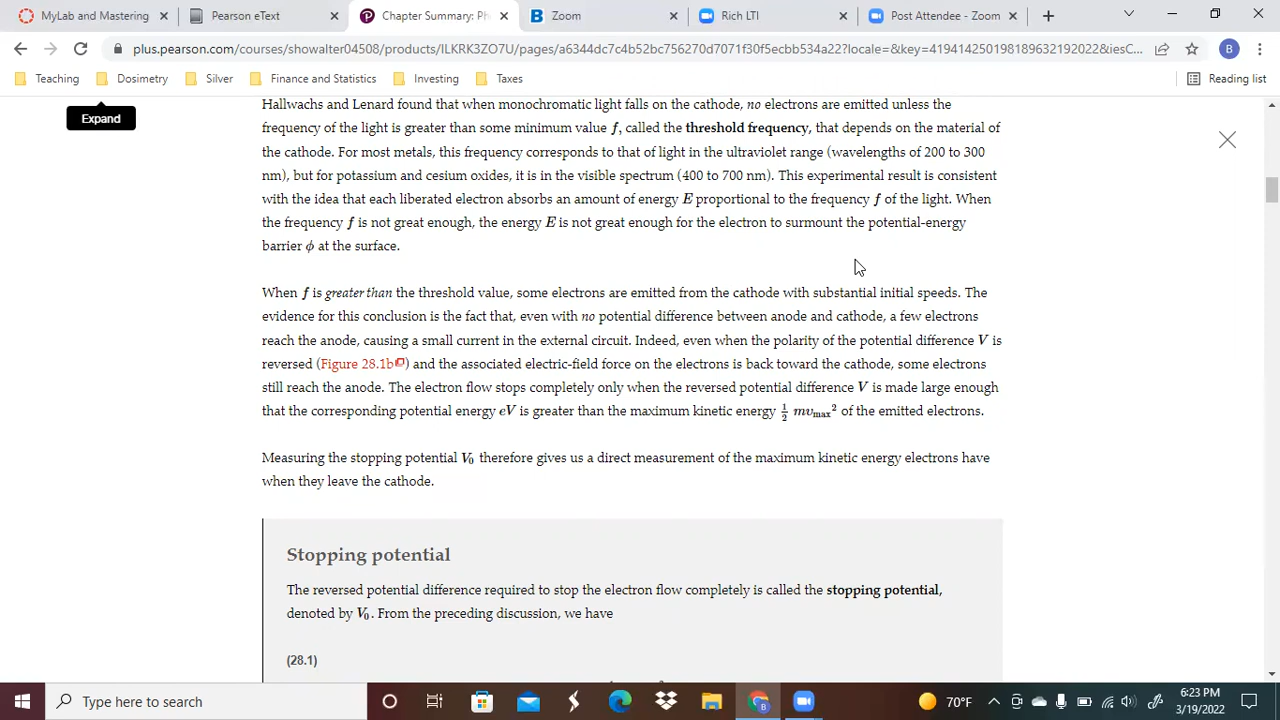 MyLab and Mastering
Pearson eText
Chapter Summary: Ph
Zoom
Rich LTI
Post Attendee - Zoom
plus.pearson.com/courses/showalter04508/products/ILKRK3ZO7U/pages/a6344dc7c4b52bc756270d7071f30f5ecbb534a22?locale=&key=419414250198189632192022&iesC...
B
Teaching
Dosimetry
Silver
Finance and Statistics
Investing
Taxes
Reading list
Expand
Hallwachs and Lenard found that when monochromatic light falls on the cathode, no electrons are emitted unless the
frequency of the light is greater than some minimum value f, called the threshold frequency, that depends on the material of
the cathode. For most metals, this frequency corresponds to that of light in the ultraviolet range (wavelengths of 200 to 300
nm), but for potassium and cesium oxides, it is in the visible spectrum (400 to 700 nm). This experimental result is consistent
with the idea that each liberated electron absorbs an amount of energy E proportional to the frequency f of the light. When
the frequency f is not great enough, the energy E is not great enough for the electron to surmount the potential-energy
barrier ϕ at the surface.
When f is greater than the threshold value, some electrons are emitted from the cathode with substantial initial speeds. The
evidence for this conclusion is the fact that, even with no potential difference between anode and cathode, a few electrons
reach the anode, causing a small current in the external circuit. Indeed, even when the polarity of the potential difference V is
reversed (Figure 28.1b) and the associated electric-field force on the electrons is back toward the cathode, some electrons
still reach the anode. The electron flow stops completely only when the reversed potential difference V is made large enough
that the corresponding potential energy eV is greater than the maximum kinetic energy ½ mυmax² of the emitted electrons.
Measuring the stopping potential V₀ therefore gives us a direct measurement of the maximum kinetic energy electrons have
when they leave the cathode.
Stopping potential
The reversed potential difference required to stop the electron flow completely is called the stopping potential,
denoted by V₀. From the preceding discussion, we have
(28.1)
Type here to search
70°F
6:23 PM
3/19/2022